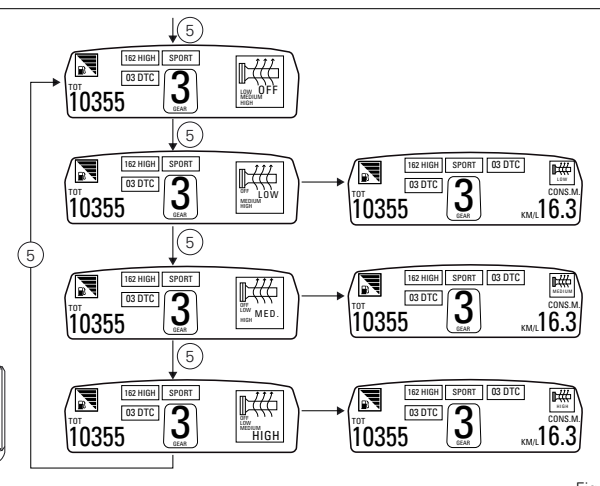 5
162 HIGH SPORT
03 DTC
TOT
10355
3
GEAR
OFF
LOW
MEDIUM
HIGH
5
162 HIGH SPORT
03 DTC
TOT
10355
3
GEAR
LOW
OFF
MEDIUM
HIGH
162 HIGH SPORT 03 DTC
03 DTC
TOT
10355
3
GEAR
LOW
CONS.M.
KM/L 16.3
5
5
162 HIGH SPORT
03 DTC
TOT
10355
3
GEAR
OFF
LOW
MED.
HIGH
162 HIGH SPORT 03 DTC
03 DTC
TOT
10355
3
GEAR
MEDIUM
CONS.M.
KM/L 16.3
5
162 HIGH SPORT
03 DTC
TOT
10355
3
GEAR
OFF
LOW
MEDIUM
HIGH
162 HIGH SPORT 03 DTC
03 DTC
TOT
10355
3
GEAR
HIGH
CONS.M.
KM/L 16.3